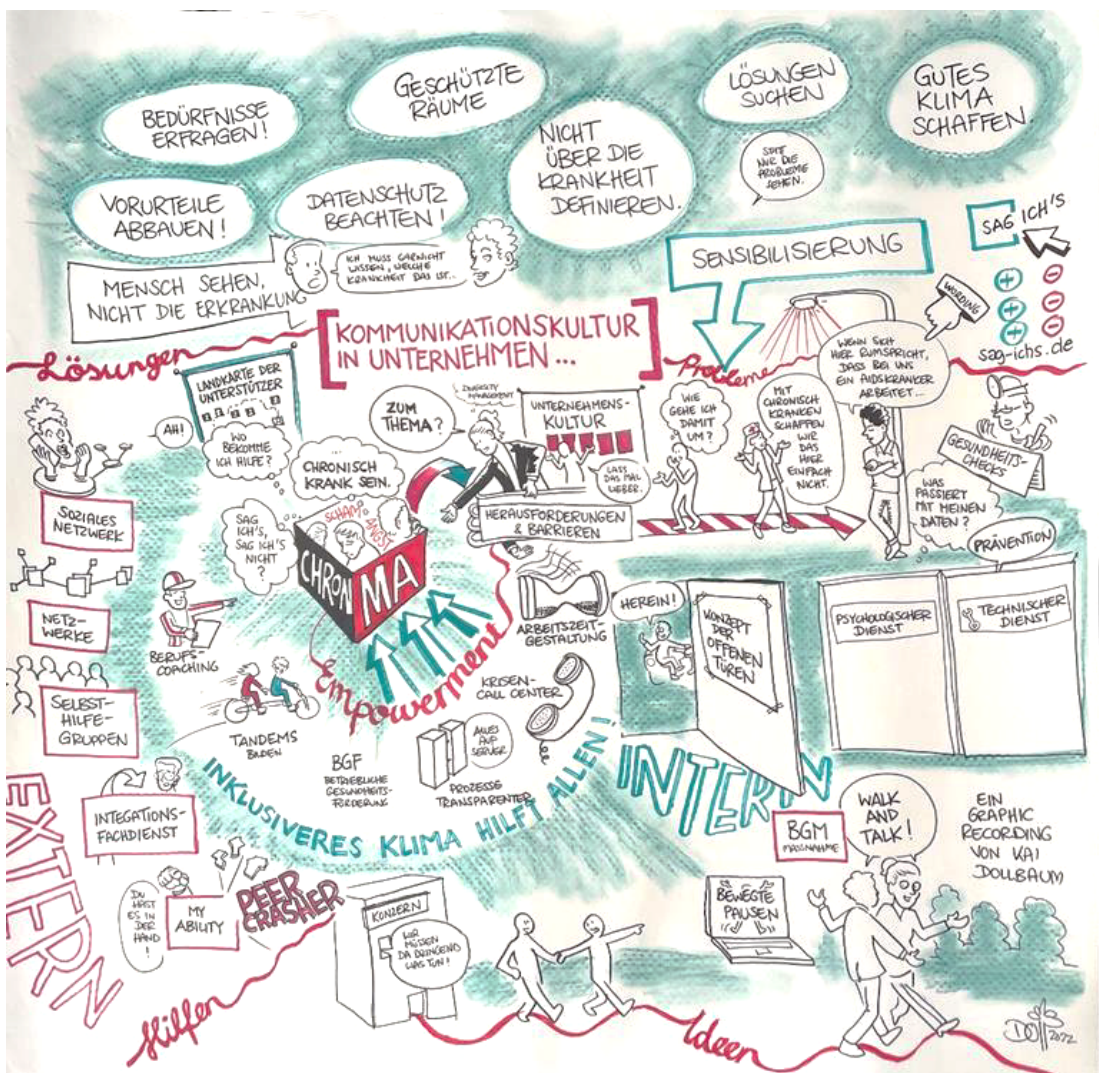 BEDÜRFNISSE
ERFRAGEN!
GESCHÜTZTE
RÄUME
LÖSUNGEN
SUCHEN
GUTES
KLIMA
SCHAFFEN.
NICHT
ÜBER DIE
KRANKHEIT
DEFINIEREN.
STATT
NUR DIE
PROBLEME
SEHEN.
VORURTEILE
ABBAUEN!
DATENSCHUTZ
BEACHTEN!
SAG ICH'S
SENSIBILISIERUNG
MENSCH SEHEN,
NICHT DIE ERKRANKUNG
ICH MUSS GARNICHT
WISSEN, WELCHE
KRANKHEIT DAS IST...
WORDING
sag-ichs.de
KOMMUNIKATIONSKULTUR
IN UNTERNEHMEN...
Lösungen
Probleme
WENN SICH
HIER RUMSPRICHT,
DASS BEI UNS
EIN AIDSKRANKER
ARBEITET...
LANDKARTE DER
UNTERSTÜTZER
AH!
WO
BEKOMME
ICH HILFE?
ZUM
THEMA?
DIVERSITY
MANAGEMENT
UNTERNEHMENS-
KULTUR
LASS
DAS MAL
LIEBER.
WIE
GEHE ICH
DAMIT
UM?
MIT
CHRONISCH
KRANKEN
SCHAFFEN
WIR
DAS
HIER
EINFACH
NICHT.
GESUNDHEITS-
CHECKS
WAS
PASSIERT
MIT MEINEN
DATEN?
PRÄVENTION
CHRONISCH
KRANK SEIN.
SCHAM
ANGST
CHRON
MA
SAG
ICH'S,
SAG ICH'S
NICHT
?
HERAUSFORDERUNGEN
& BARRIEREN
SOZIALES
NETZWERK
NETZ-
WERKE
SELBST-
HILFE-
GRUPPEN
BERUFS-
COACHING
TANDEMS
BILDEN
Empowerment
ARBEITSZEIT-
GESTALTUNG
KRISEN-
CALL CENTER
ALLES
AUF
SERVER
PROZESSE
TRANSPARENTER
BGF
BETRIEBLICHE
GESUNDHEITS-
FÖRDERUNG
INKLUSIVERES KLIMA HILFT ALLEN!
HEREIN!
KONZEPT
DER
OFFENEN
TÜREN
PSYCHOLOGISCHER
DIENST
TECHNISCHER
DIENST
INTERN
EXTERN
INTEGATIONS-
FACHDIENST
DU
HAST
ES IN
DER
HAND
!
MY
ABILITY
PEER
CRASHER
Hilfen
KONZERN
WIR
MÜSSEN
DA DRINGEND
WAS TUN!
BEWEGTE
PAUSEN
BGM
MASSNAHME
WALK
AND
TALK!
EIN
GRAPHIC
RECORDING
VON KAI
DOLLBAUM
Ideen
DOLL
2022